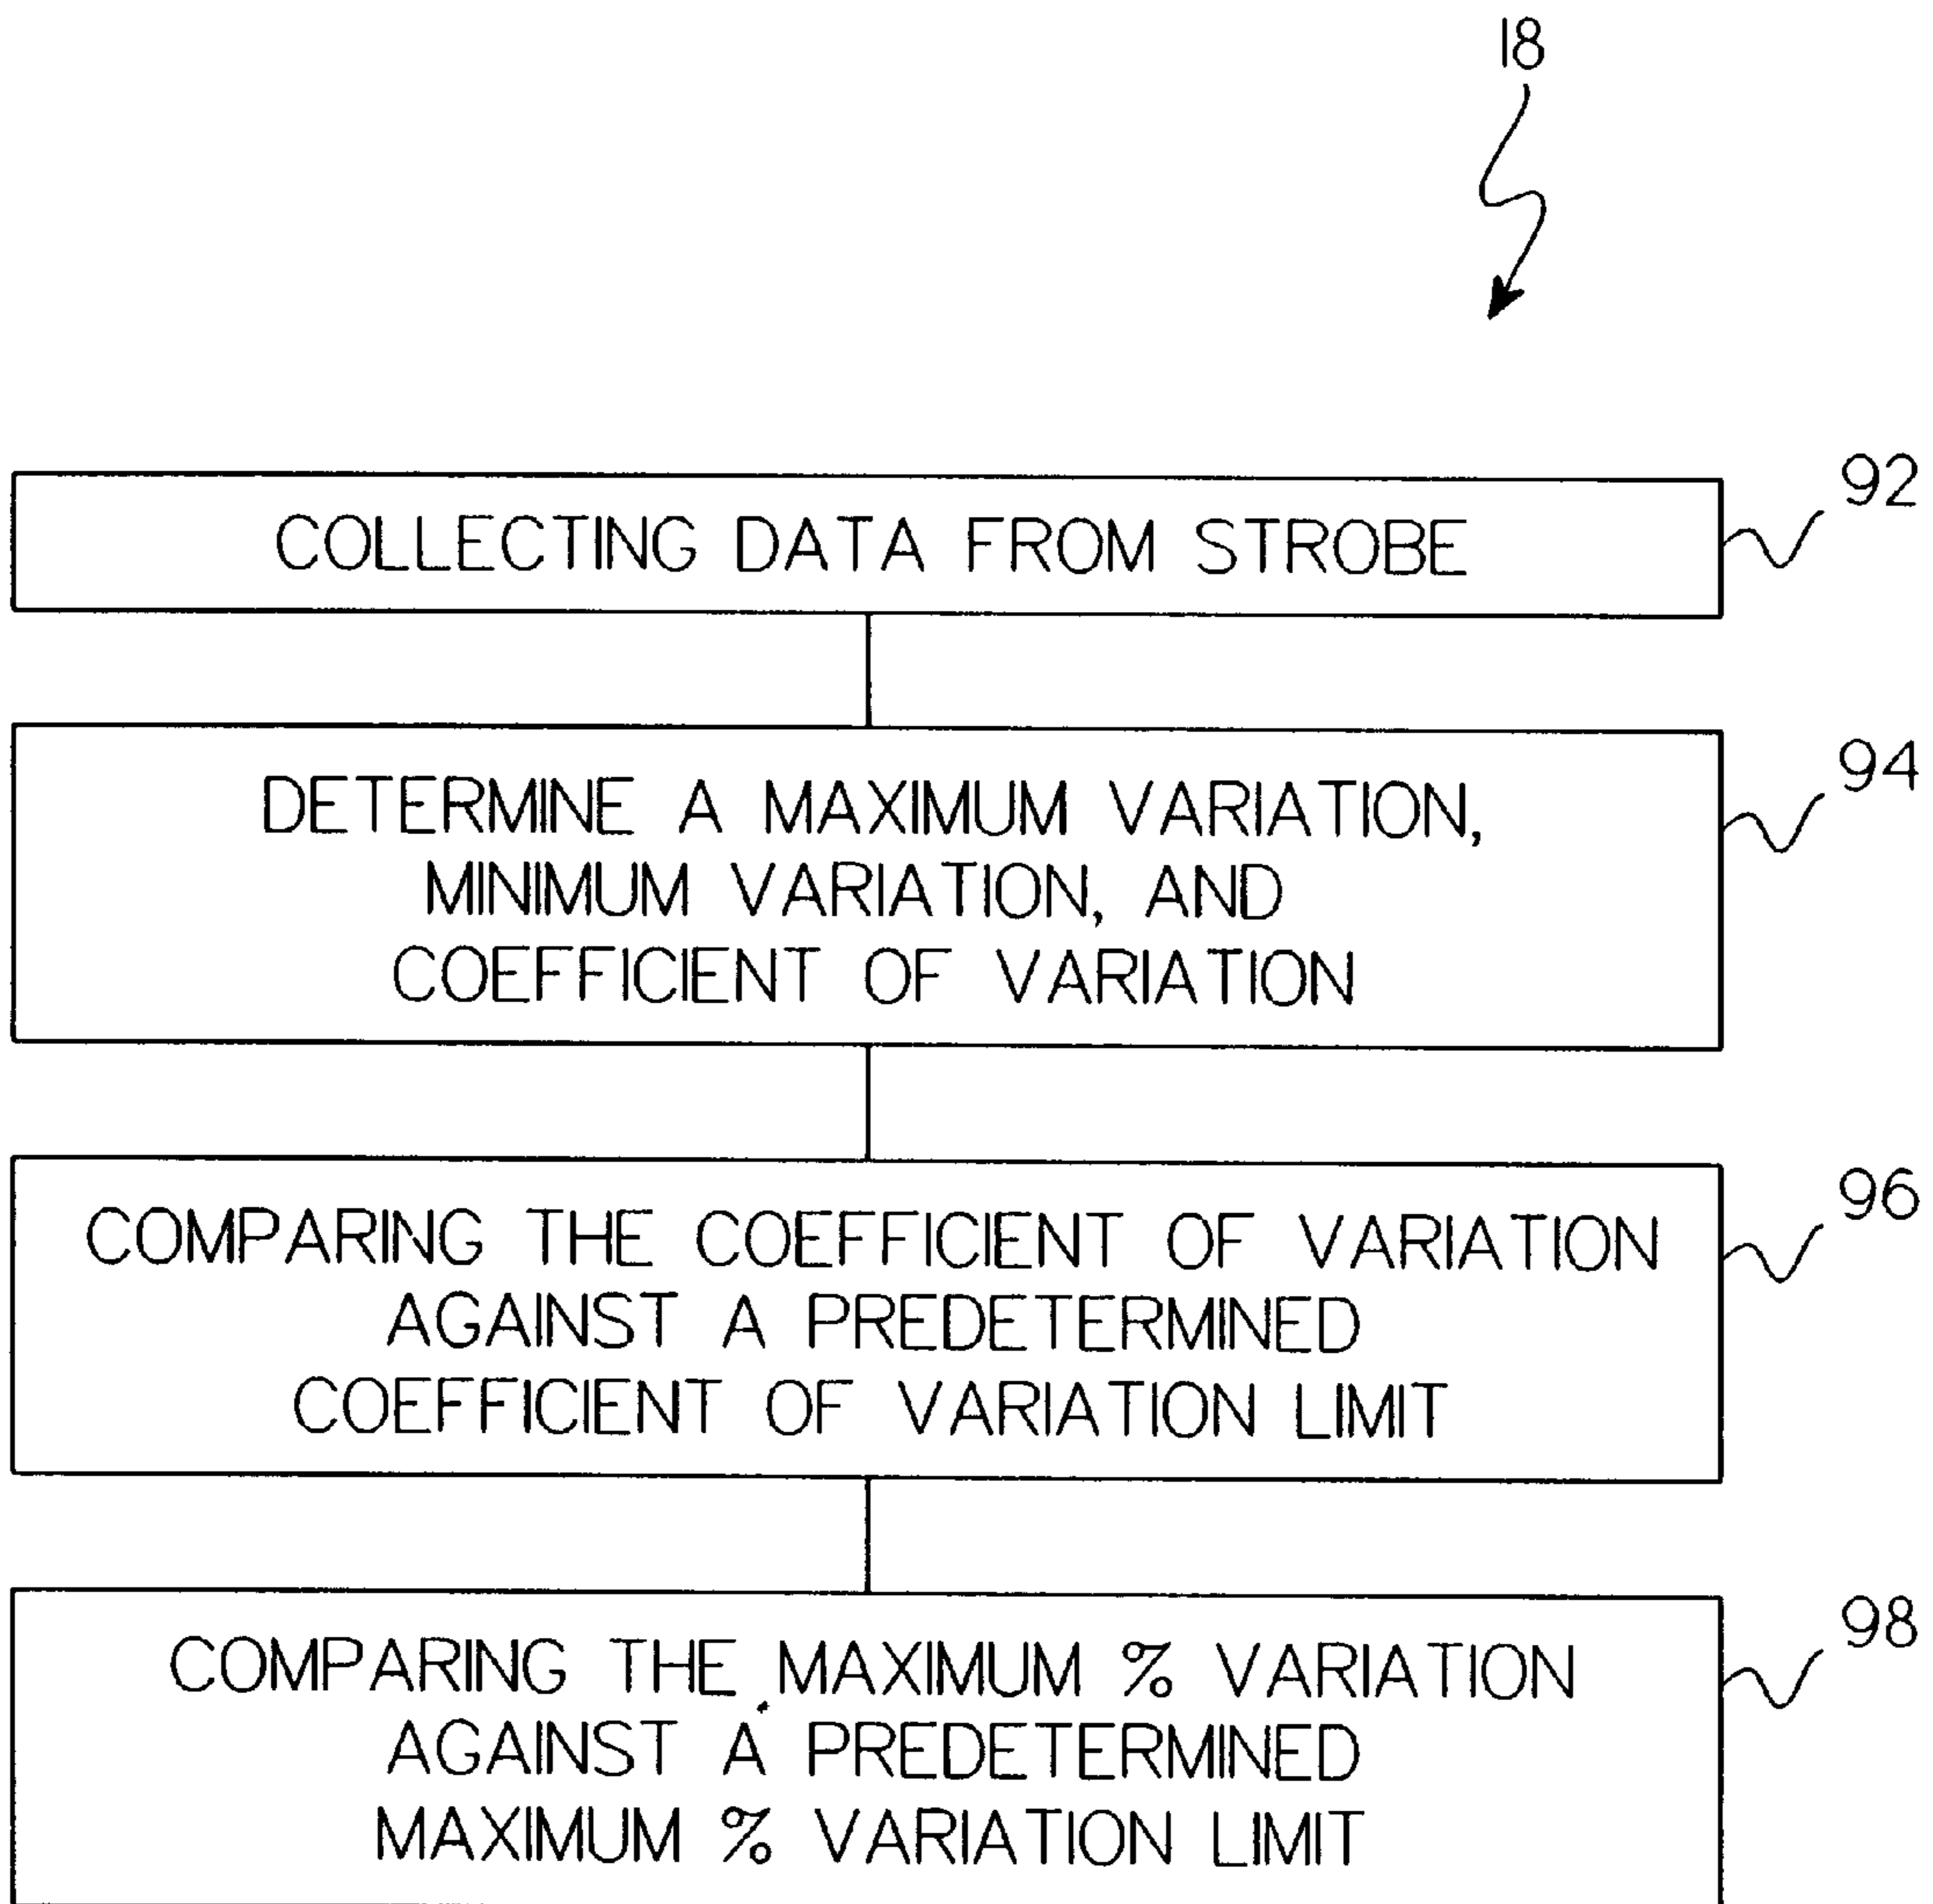 18
COLLECTING DATA FROM STROBE
92
DETERMINE A MAXIMUM VARIATION,
MINIMUM VARIATION, AND
COEFFICIENT OF VARIATION
94
COMPARING THE COEFFICIENT OF VARIATION
AGAINST A PREDETERMINED
COEFFICIENT OF VARIATION LIMIT
96
COMPARING THE MAXIMUM % VARIATION
AGAINST A PREDETERMINED
MAXIMUM % VARIATION LIMIT
98